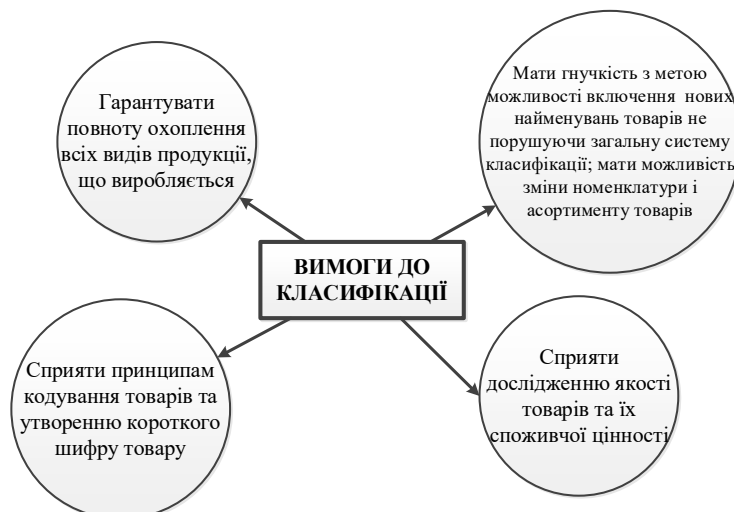 Гарантувати
повноту охоплення
всіх видів продукції,
що виробляється
Мати гнучкість з метою
можливості включення нових
найменувань товарів не
порушуючи загальну систему
класифікації; мати можливість
зміни номенклатури і
асортименту товарів
ВИМОГИ ДО
КЛАСИФІКАЦІЇ
Сприяти принципам
кодування товарів та
утворенню короткого
шифру товару
Сприяти
дослідженню якості
товарів та їх
споживчої цінності